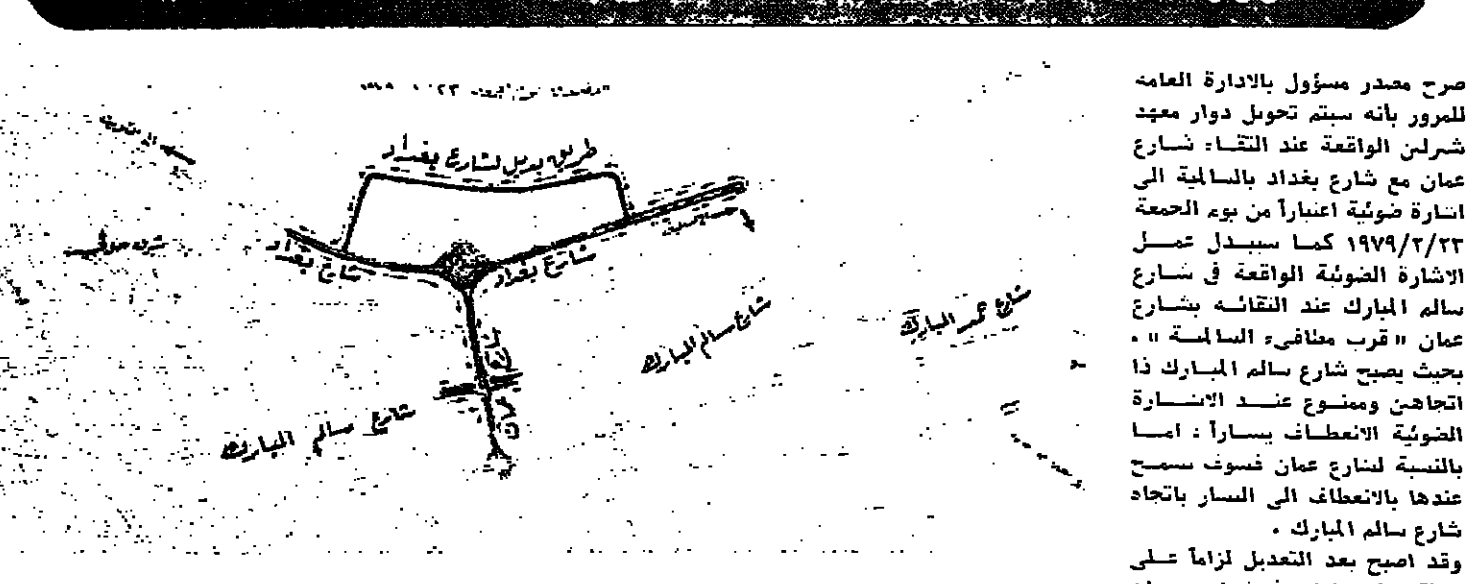 صرح مصدر مسؤول بالادارة العامة
للمرور بأنه سيتم تحويل دوار معهد
شرلين الواقعة عند التقاء شارع
عمان مع شارع بغداد بالسالمية الى
اشارة ضوئية اعتباراً من يوم الجمعة
١٩٧٩/٢/٢٣ كما سيبدل عمل
الاشارة الضوئية الواقعة في شارع
سالم المبارك عند التقائه بشارع
عمان « قرب مطافىء السالمية » .
بحيث يصبح شارع سالم المبارك ذا
اتجاهين وممنوع عند الاشارة
الضوئية الانعطاف يساراً : اما
بالنسبة لشارع عمان فسوف يسمح
عندها بالانعطاف الى اليسار باتجاه
شارع سالم المبارك .
وقد اصبح بعد التعديل لزاماً على
طريق بديل لشارع بغداد
شارع بغداد
شارع بغداد
شارع سالم المبارك
شارع سالم المبارك
المبارك شارع